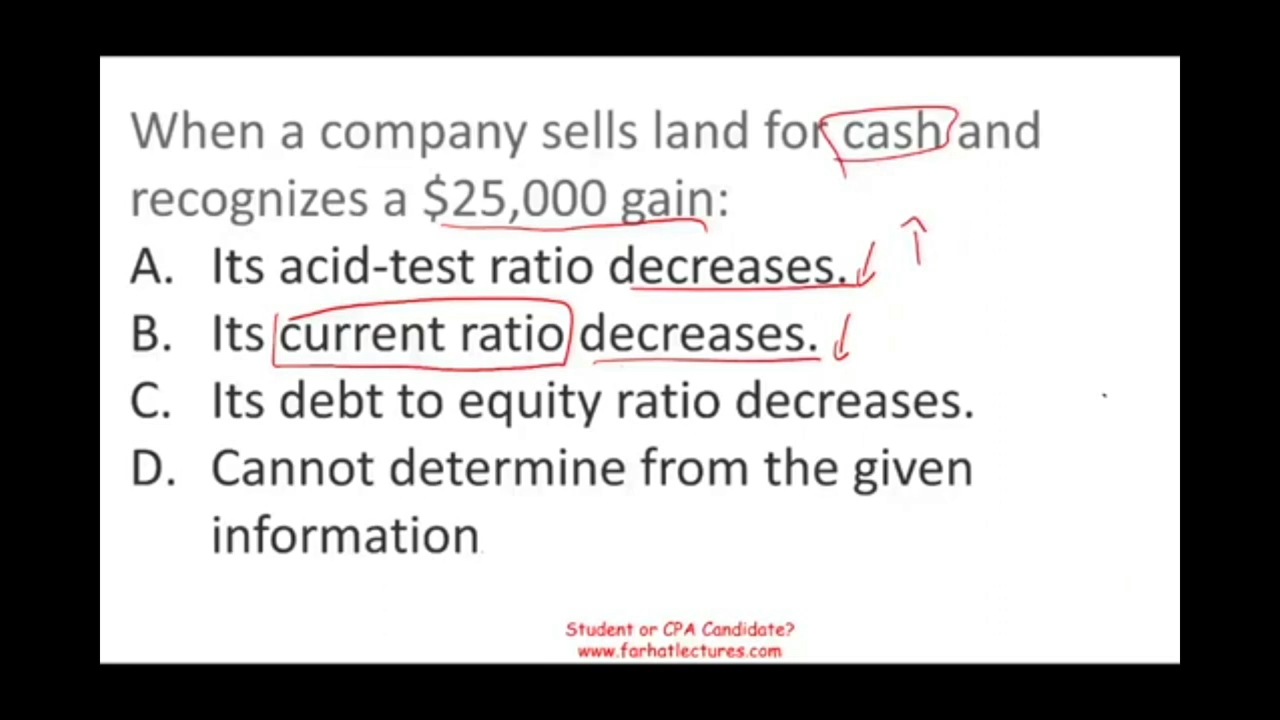 When a company sells land for cash and
recognizes a $25,000 gain:
A. Its acid-test ratio decreases.
B. Its current ratio decreases.
C. Its debt to equity ratio decreases.
D. Cannot determine from the given
information
Student or CPA Candidate?
www.farhatlectures.com